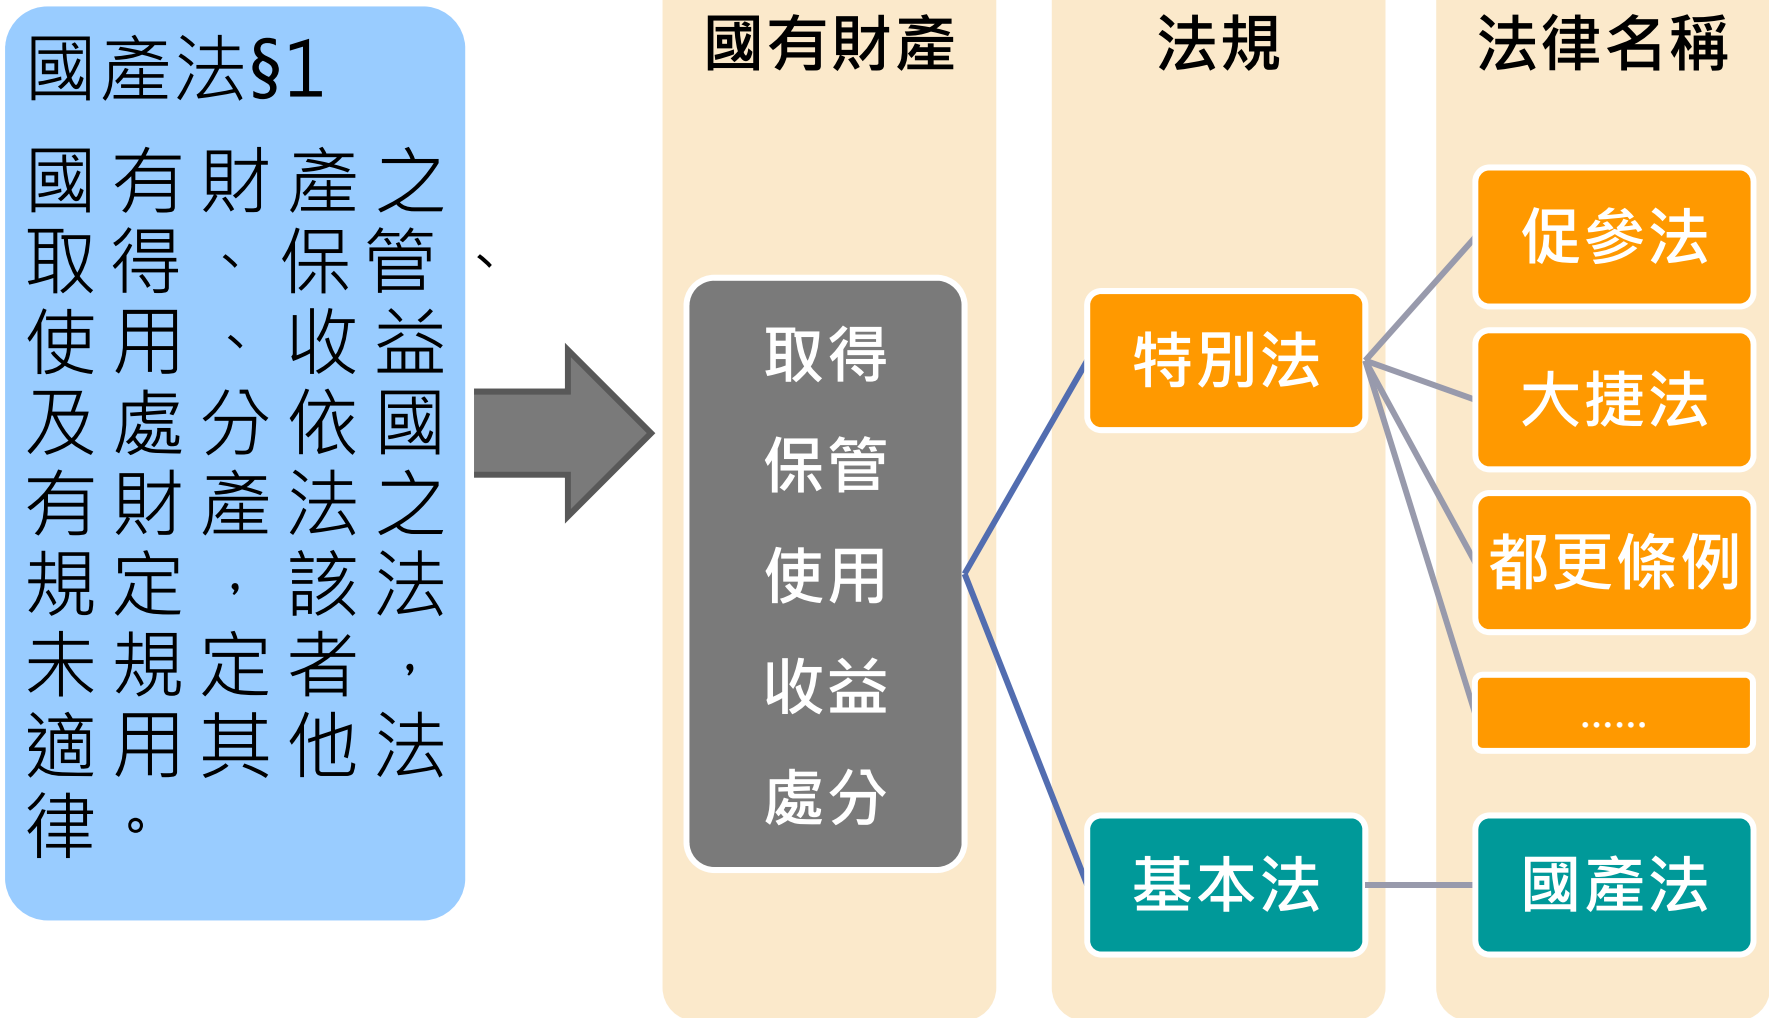 國產法§1
國有財產之
取得、保管、
使用、收益
及處分依國
有財產法之
規定，該法
未規定者，
適用其他法
律。
國有財產
取得
保管
使用
收益
處分
法規
特別法
基本法
法律名稱
促參法
大捷法
都更條例
......
國產法